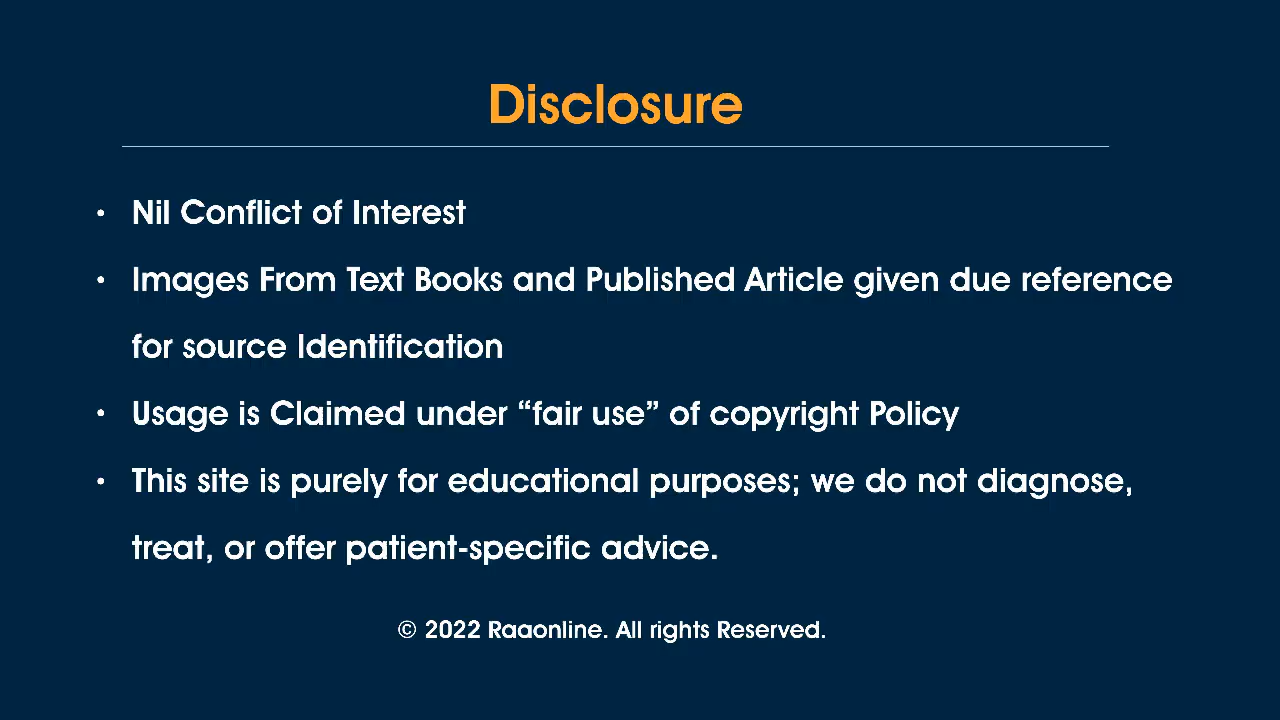 Disclosure
• Nil Conflict of Interest
• Images From Text Books and Published Article given due reference
for source Identification
• Usage is Claimed under “fair use” of copyright Policy
• This site is purely for educational purposes; we do not diagnose,
treat, or offer patient-specific advice.
© 2022 Raaonline. All rights Reserved.